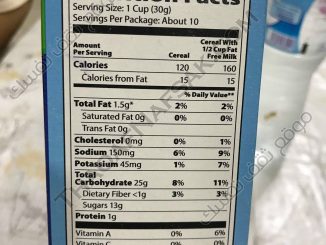 Serving Size: 1 Cup (30g)
Servings Per Package: About 10
Amount Per Serving Cereal Cereal With 1/2 Cup Fat Free Milk
Calories 120 160
Calories from Fat 15 15
% Daily Value**
Total Fat 1.5g* 2% 2%
Saturated Fat 0g 0% 0%
Trans Fat 0g
Cholesterol 0mg 0% 1%
Sodium 150mg 6% 9%
Potassium 45mg 1% 7%
Total Carbohydrate 25g 8% 11%
Dietary Fiber <1g 3% 3%
Sugars 13g
Protein 1g
Vitamin A 0% 6%
Vitamin C